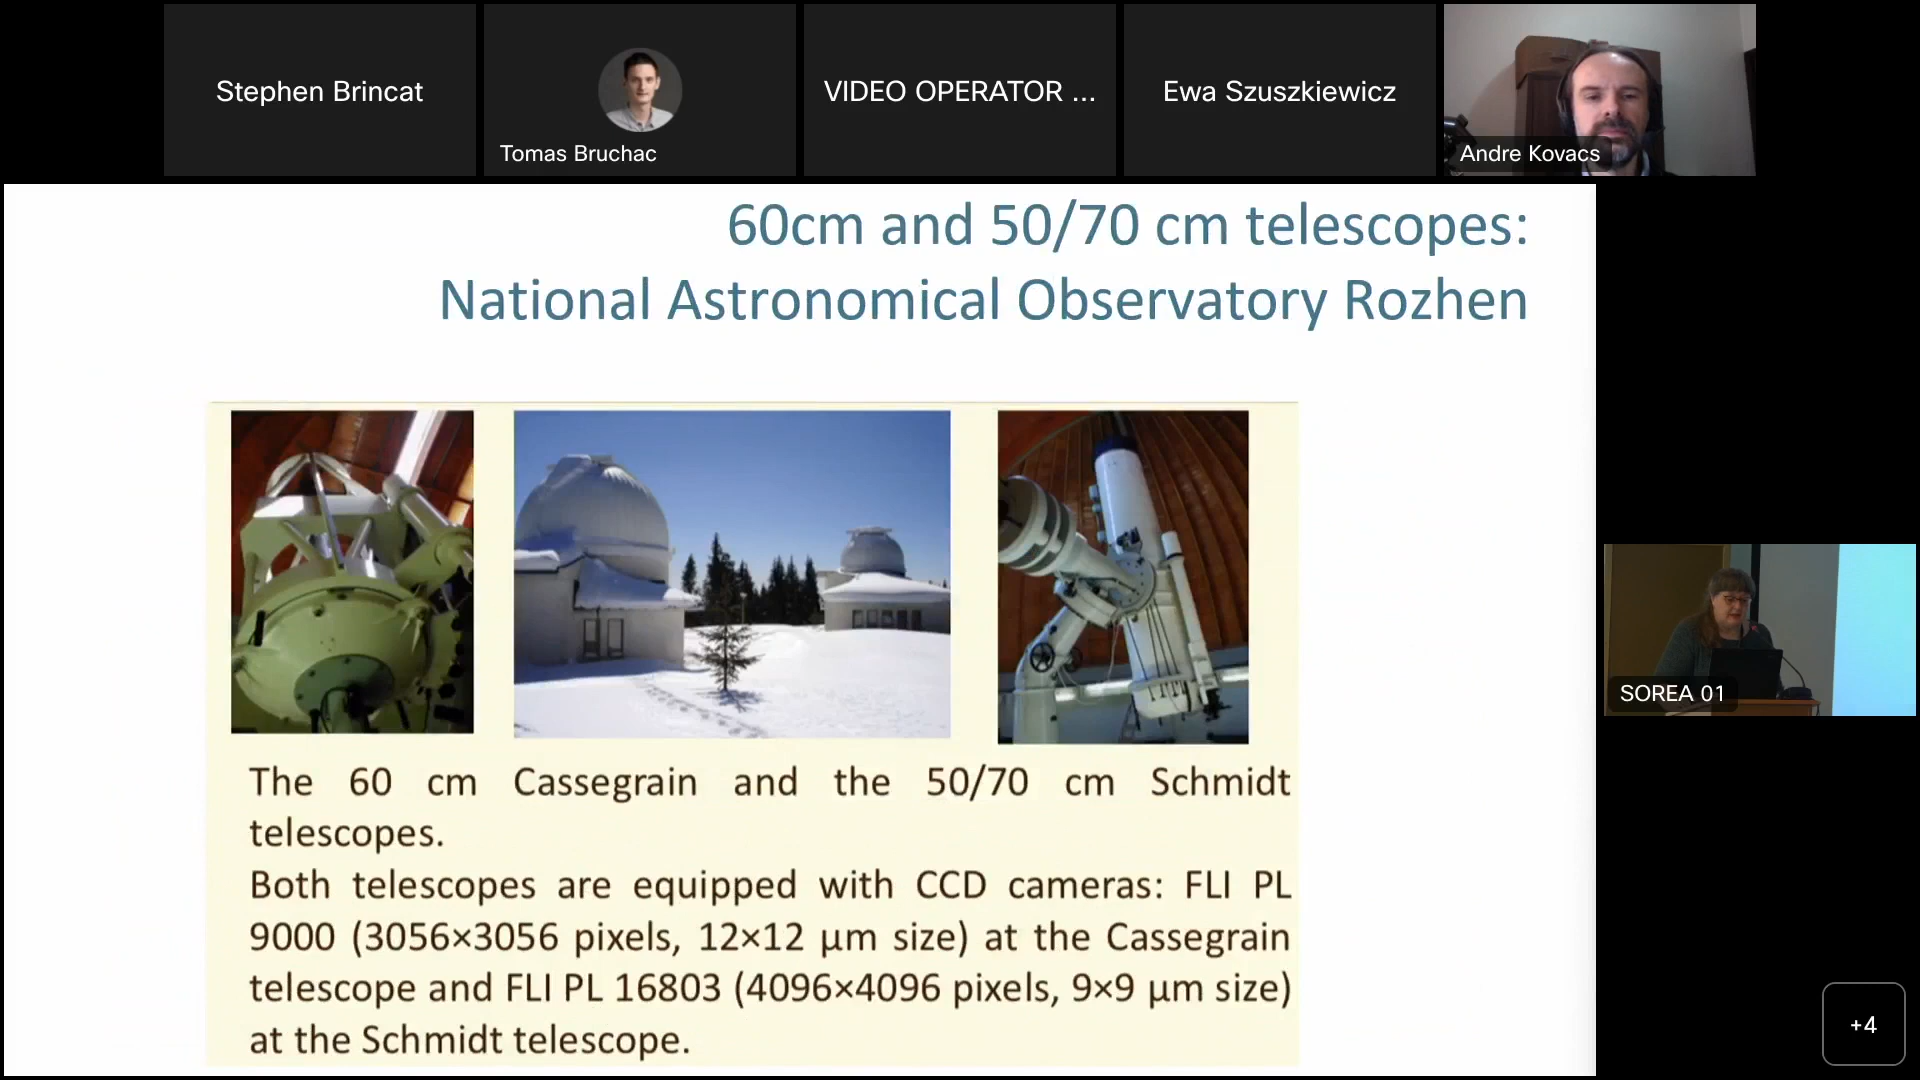 Stephen Brincat
Tomas Bruchac
VIDEO OPERATOR ...
Ewa Szuszkiewicz
Andre Kovacs
60cm and 50/70 cm telescopes:
National Astronomical Observatory Rozhen
The 60 cm Cassegrain and the 50/70 cm Schmidt
telescopes.
Both telescopes are equipped with CCD cameras: FLI PL
9000 (3056×3056 pixels, 12×12 μm size) at the Cassegrain
telescope and FLI PL 16803 (4096×4096 pixels, 9×9 μm size)
at the Schmidt telescope.
SOREA 01
+4